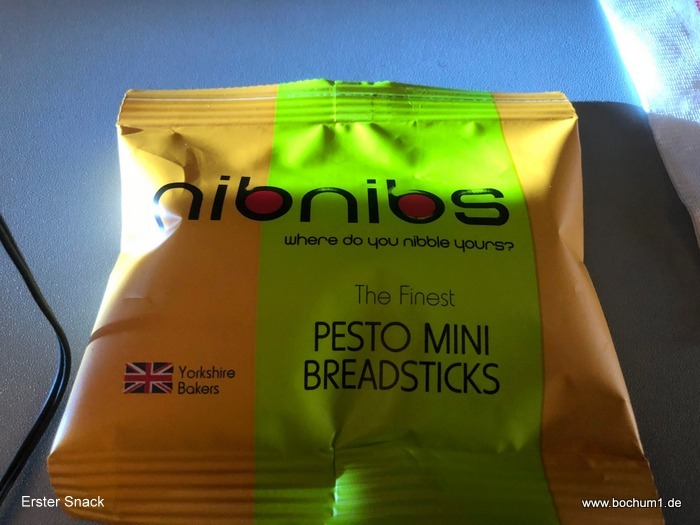 nibnibs
where do you nibble yours?
The Finest
PESTO MINI
BREADSTICKS
Yorkshire
Bakers
Erster Snack
www.bochum1.de